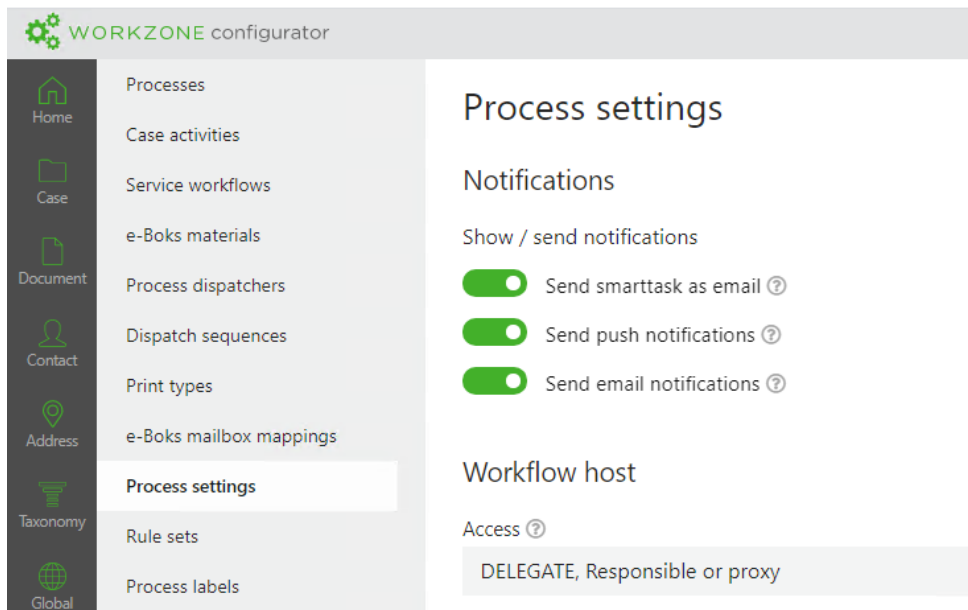 WORKZONE configurator
Home
Case
Document
Contact
Address
Taxonomy
Global
Processes
Case activities
Service workflows
e-Boks materials
Process dispatchers
Dispatch sequences
Print types
e-Boks mailbox mappings
Process settings
Rule sets
Process labels
Process settings
Notifications
Show / send notifications
Send smarttask as email ?
Send push notifications ?
Send email notifications ?
Workflow host
Access ?
DELEGATE, Responsible or proxy